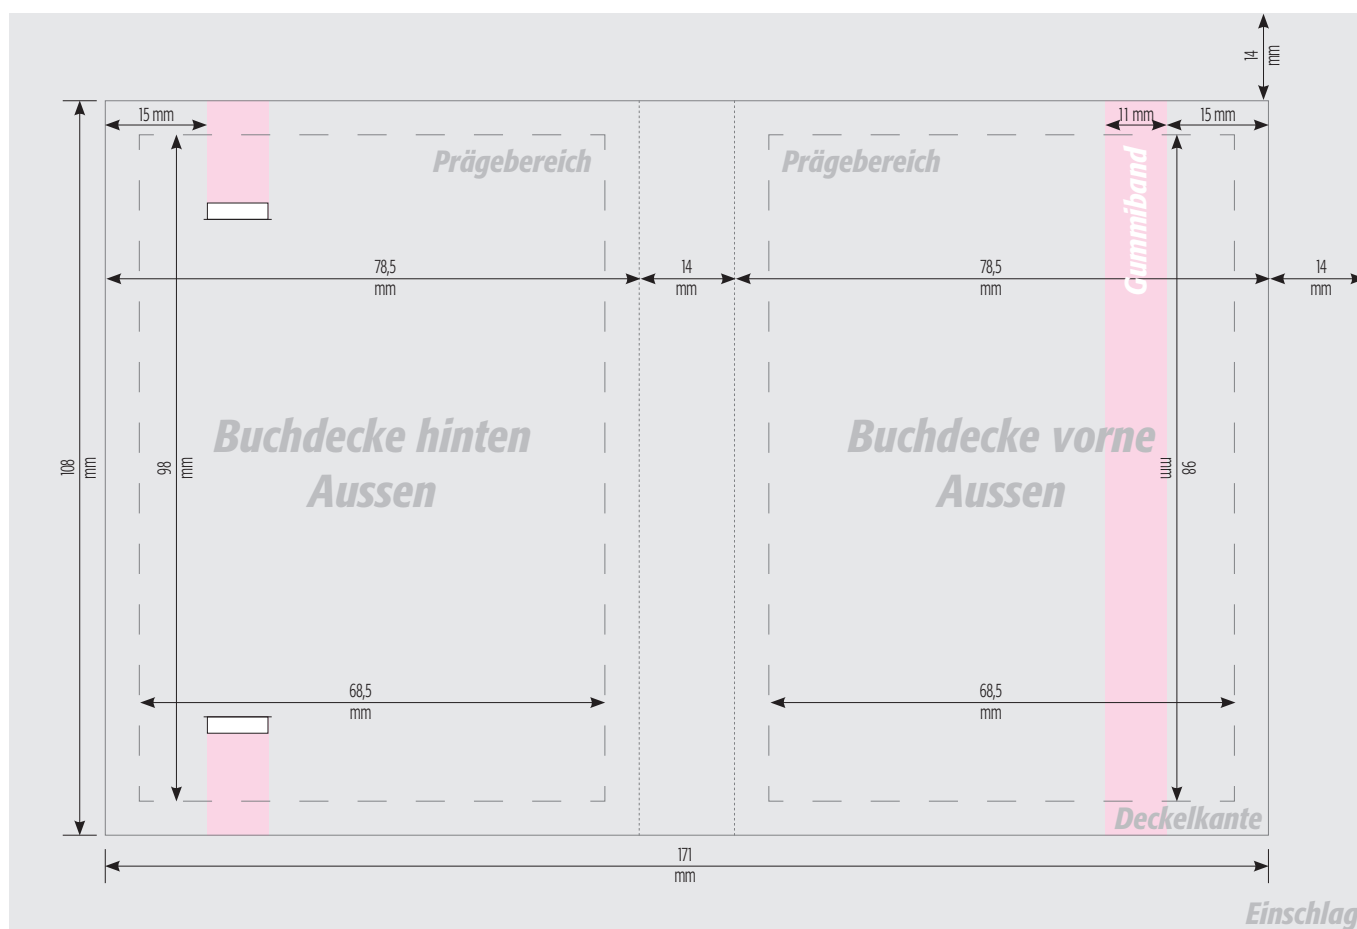 14
mm
15 mm
11 mm
15 mm
Prägebereich
Prägebereich
Gummiband
78,5
mm
14
mm
78,5
mm
14
mm
Buchdecke hinten
Aussen
Buchdecke vorne
Aussen
108
mm
98
mm
98
mm
68,5
mm
68,5
mm
Deckelkante
171
mm
Einschlag